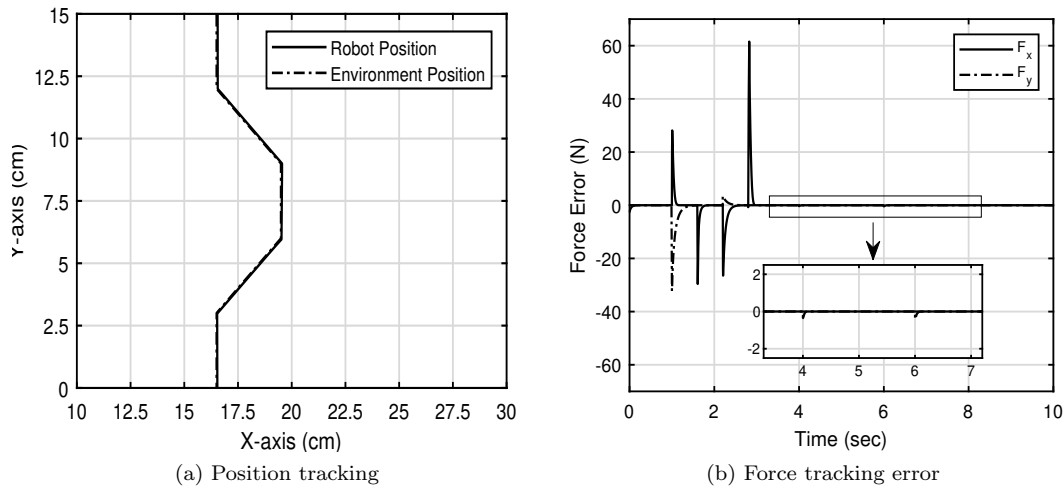 15
12.5
10
7.5
5
2.5
0
Y-axis (cm)
Robot Position
Environment Position
10 12.5 15 17.5 20 22.5 25 27.5 30
X-axis (cm)
(a) Position tracking
60
40
20
0
-20
-40
-60
Force Error (N)
F_x
F_y
2
0
-2
4 5 6 7
0 2 4 6 8 10
Time (sec)
(b) Force tracking error